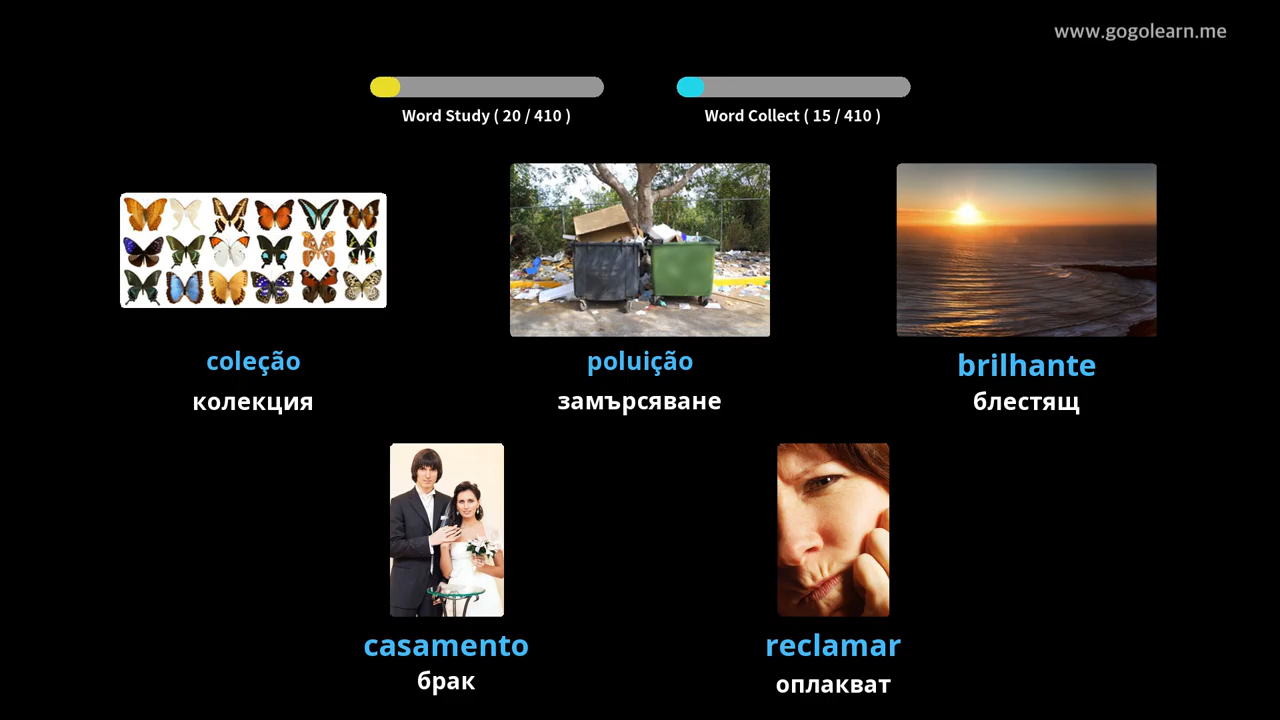 www.gogolearn.me
Word Study ( 20 / 410 )
Word Collect ( 15 / 410 )
coleção
poluição
brilhante
колекция
замърсяване
блестящ
casamento
reclamar
брак
оплакват